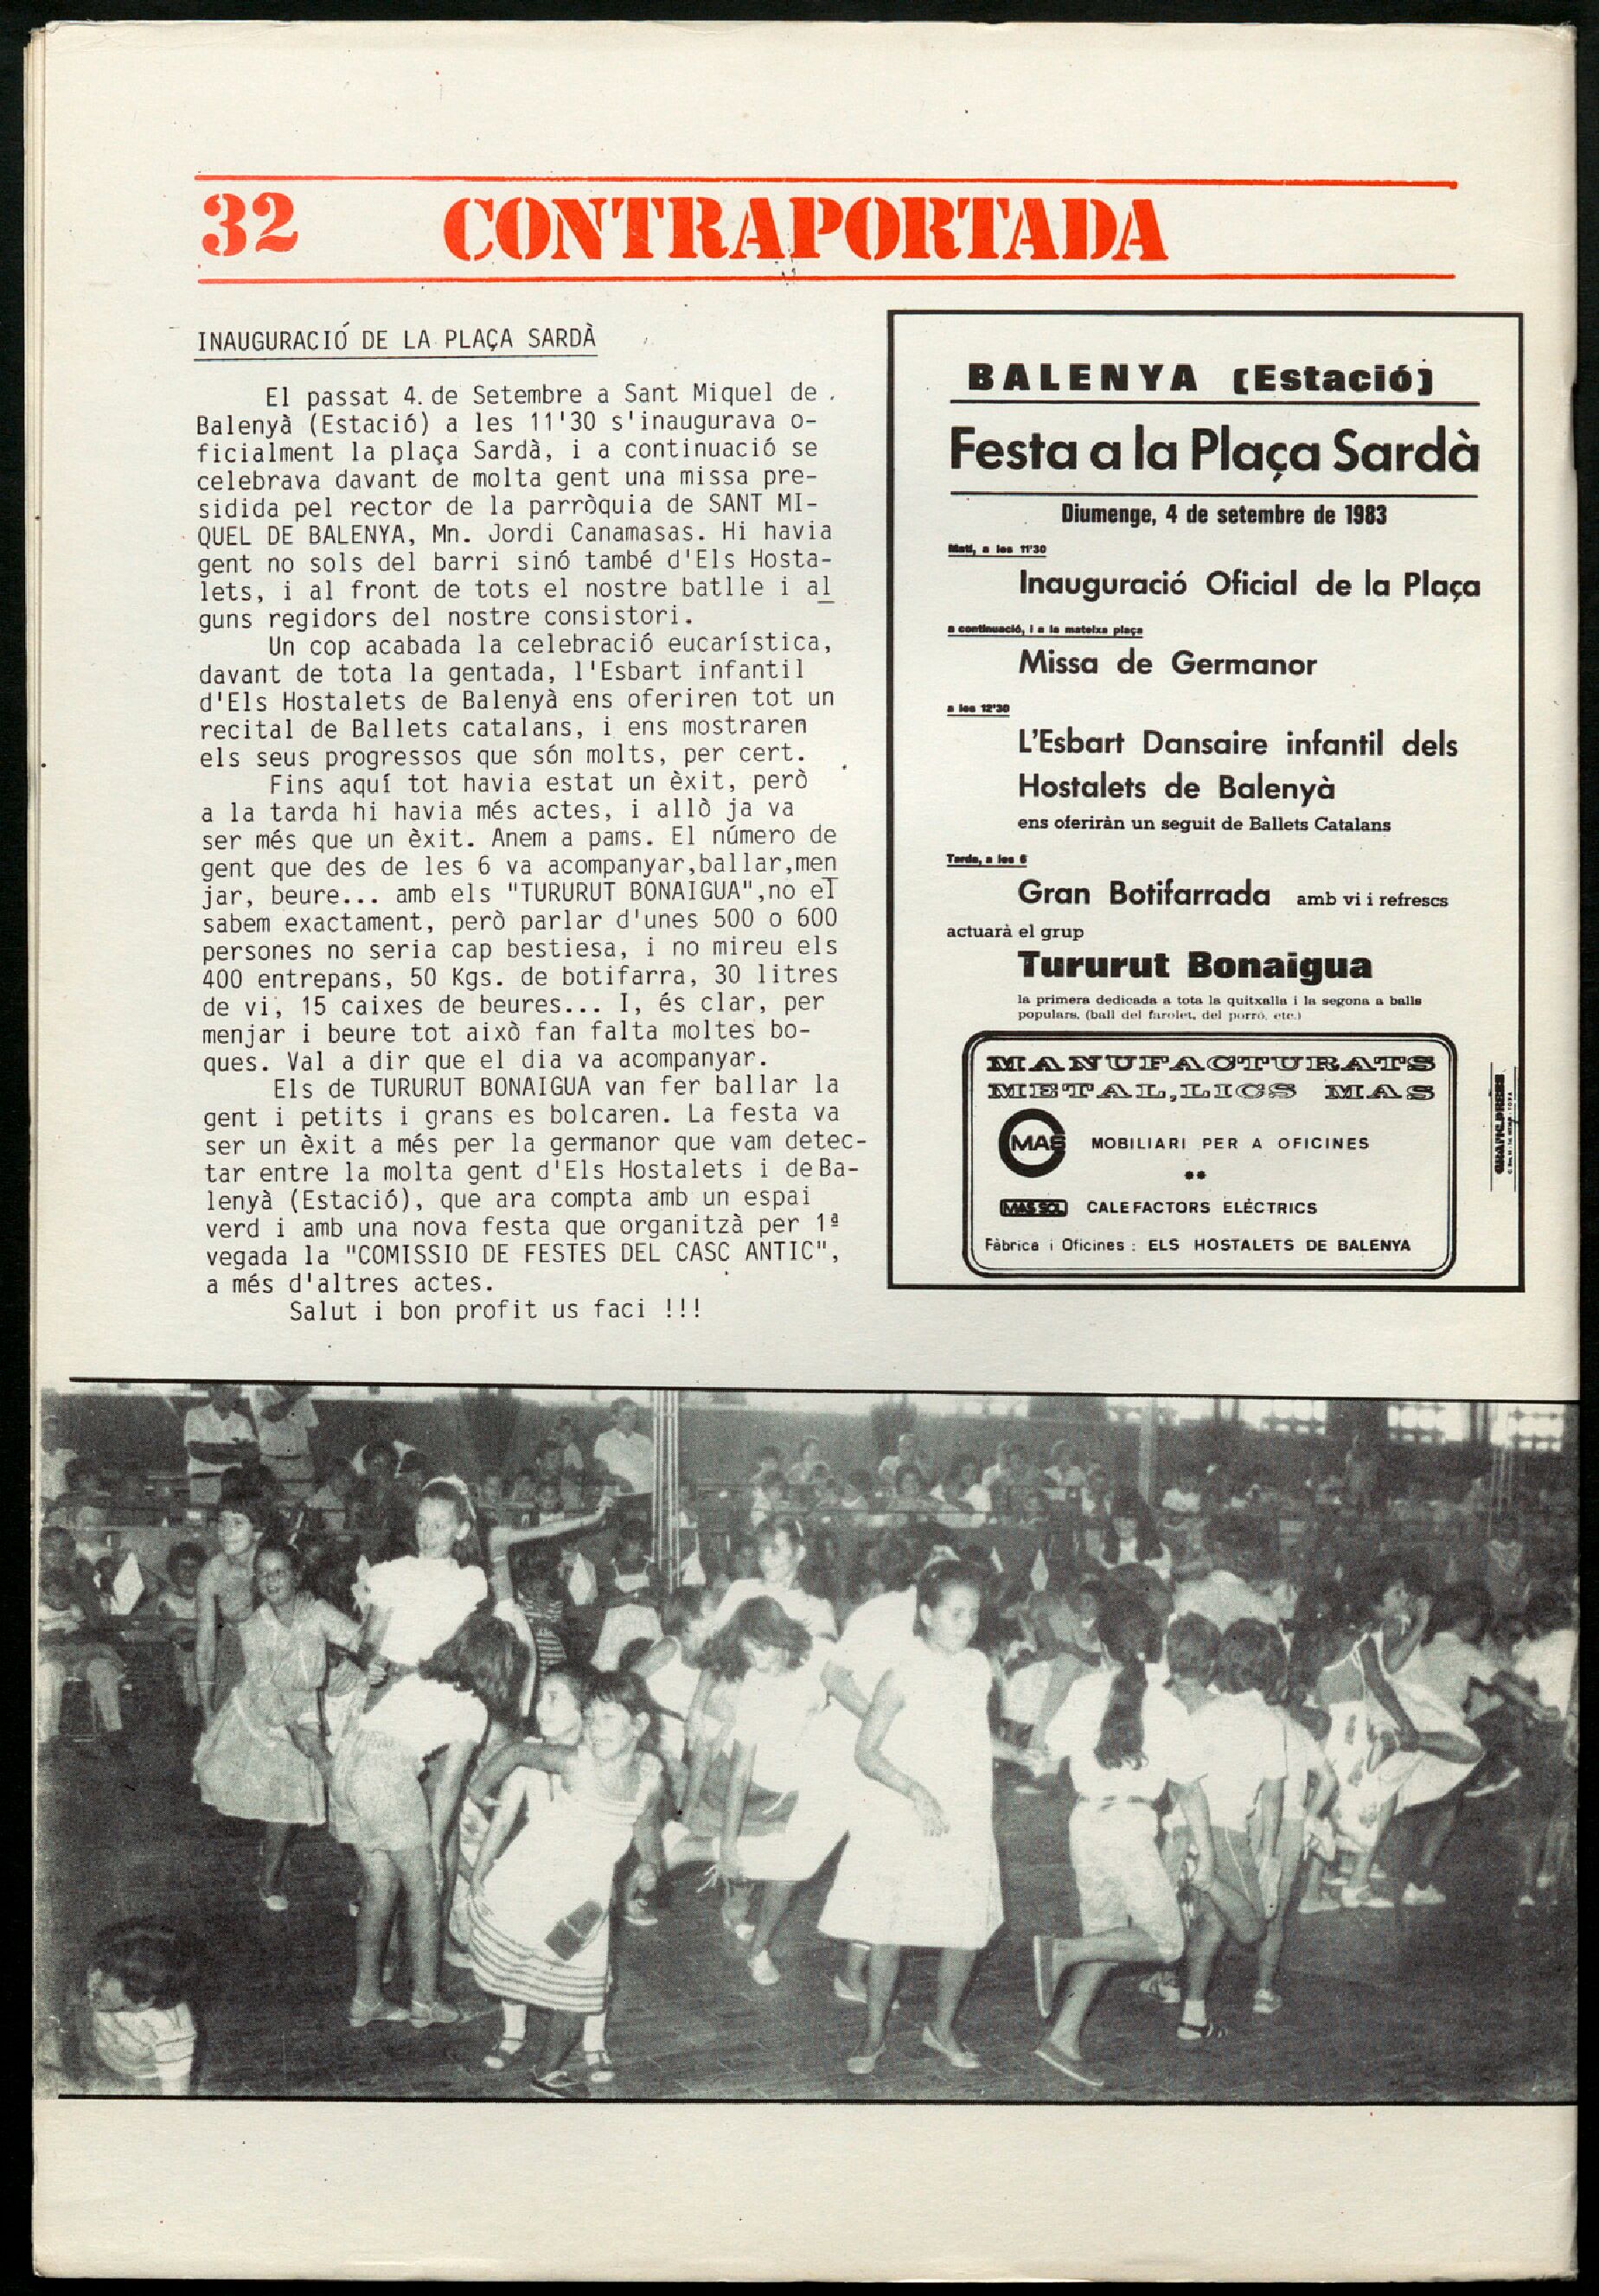 32 CONTRAPORTADA
INAUGURACIÓ DE LA PLAÇA SARDÀ
El passat 4. de Setembre a Sant Miquel de
Balenyà (Estació) a les 11'30 s'inaugurava o-
ficialment la plaça Sardà, i a continuació se
celebrava davant de molta gent una missa pre-
sidida pel rector de la parròquia de SANT MI-
QUEL DE BALENYA, Mn. Jordi Canamasas. Hi havia
gent no sols del barri sinó també d'Els Hosta-
lets, i al front de tots el nostre batlle i al
guns regidors del nostre consistori.
Un cop acabada la celebració eucarística,
davant de tota la gentada, l'Esbart infantil
d'Els Hostalets de Balenyà ens oferiren tot un
recital de Ballets catalans, i ens mostraren
els seus progressos que són molts, per cert.
Fins aquí tot havia estat un èxit, però
a la tarda hi havia més actes, i allò ja va
ser més que un èxit. Anem a pams. El número de
gent que des de les 6 va acompanyar,ballar,men
jar, beure... amb els "TURURUT BONAIGUA",no el
sabem exactament, però parlar d'unes 500 o 600
persones no seria cap bestiesa, i no mireu els
400 entrepans, 50 Kgs. de botifarra, 30 litres
de vi, 15 caixes de beures... I, és clar, per
menjar i beure tot això fan falta moltes bo-
ques. Val a dir que el dia va acompanyar.
Els de TURURUT BONAIGUA van fer ballar la
gent i petits i grans es bolcaren. La festa va
ser un èxit a més per la germanor que vam detec-
tar entre la molta gent d'Els Hostalets i de Ba-
lenyà (Estació), que ara compta amb un espai
verd i amb una nova festa que organitzà per 1ª
vegada la "COMISSIO DE FESTES DEL CASC ANTIC",
a més d'altres actes.
Salut i bon profit us faci !!!
BALENYA (Estació)
Festa a la Plaça Sardà
Diumenge, 4 de setembre de 1983
Matí, a les 11'30
Inauguració Oficial de la Plaça
a continuació, i a la mateixa plaça
Missa de Germanor
a les 12'30
L'Esbart Dansaire infantil dels
Hostalets de Balenyà
ens oferiràn un seguit de Ballets Catalans
Tarda, a les 6
Gran Botifarrada amb vi i refrescs
actuarà el grup
Tururut Bonaigua
la primera dedicada a tota la quitxalla i la segona a balls
populars, (ball del farolet, del porró, etc.)
MANUFACTURATS
METAL,LICS MAS
MAS MOBILIARI PER A OFICINES
**
MAS SOL CALEFACTORS ELÈCTRICS
Fàbrica i Oficines : ELS HOSTALETS DE BALENYA